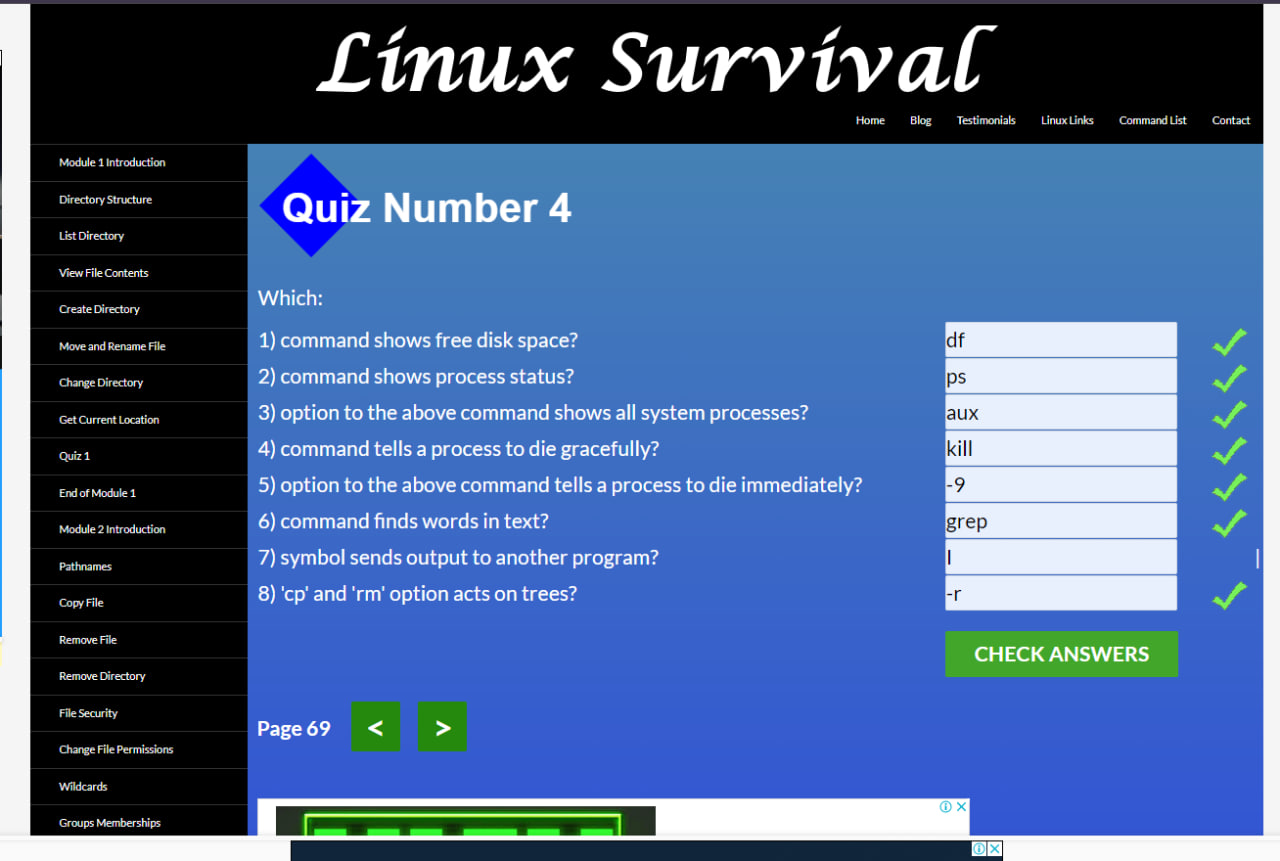 Linux Survival
Home Blog Testimonials Linux Links Command List Contact
Module 1 Introduction
Directory Structure
List Directory
View File Contents
Create Directory
Move and Rename File
Change Directory
Get Current Location
Quiz 1
End of Module 1
Module 2 Introduction
Pathnames
Copy File
Remove File
Remove Directory
File Security
Change File Permissions
Wildcards
Groups Memberships
Quiz Number 4
Which:
1) command shows free disk space? df
2) command shows process status? ps
3) option to the above command shows all system processes? aux
4) command tells a process to die gracefully? kill
5) option to the above command tells a process to die immediately? -9
6) command finds words in text? grep
7) symbol sends output to another program? l |
8) 'cp' and 'rm' option acts on trees? -r
CHECK ANSWERS
Page 69 < >